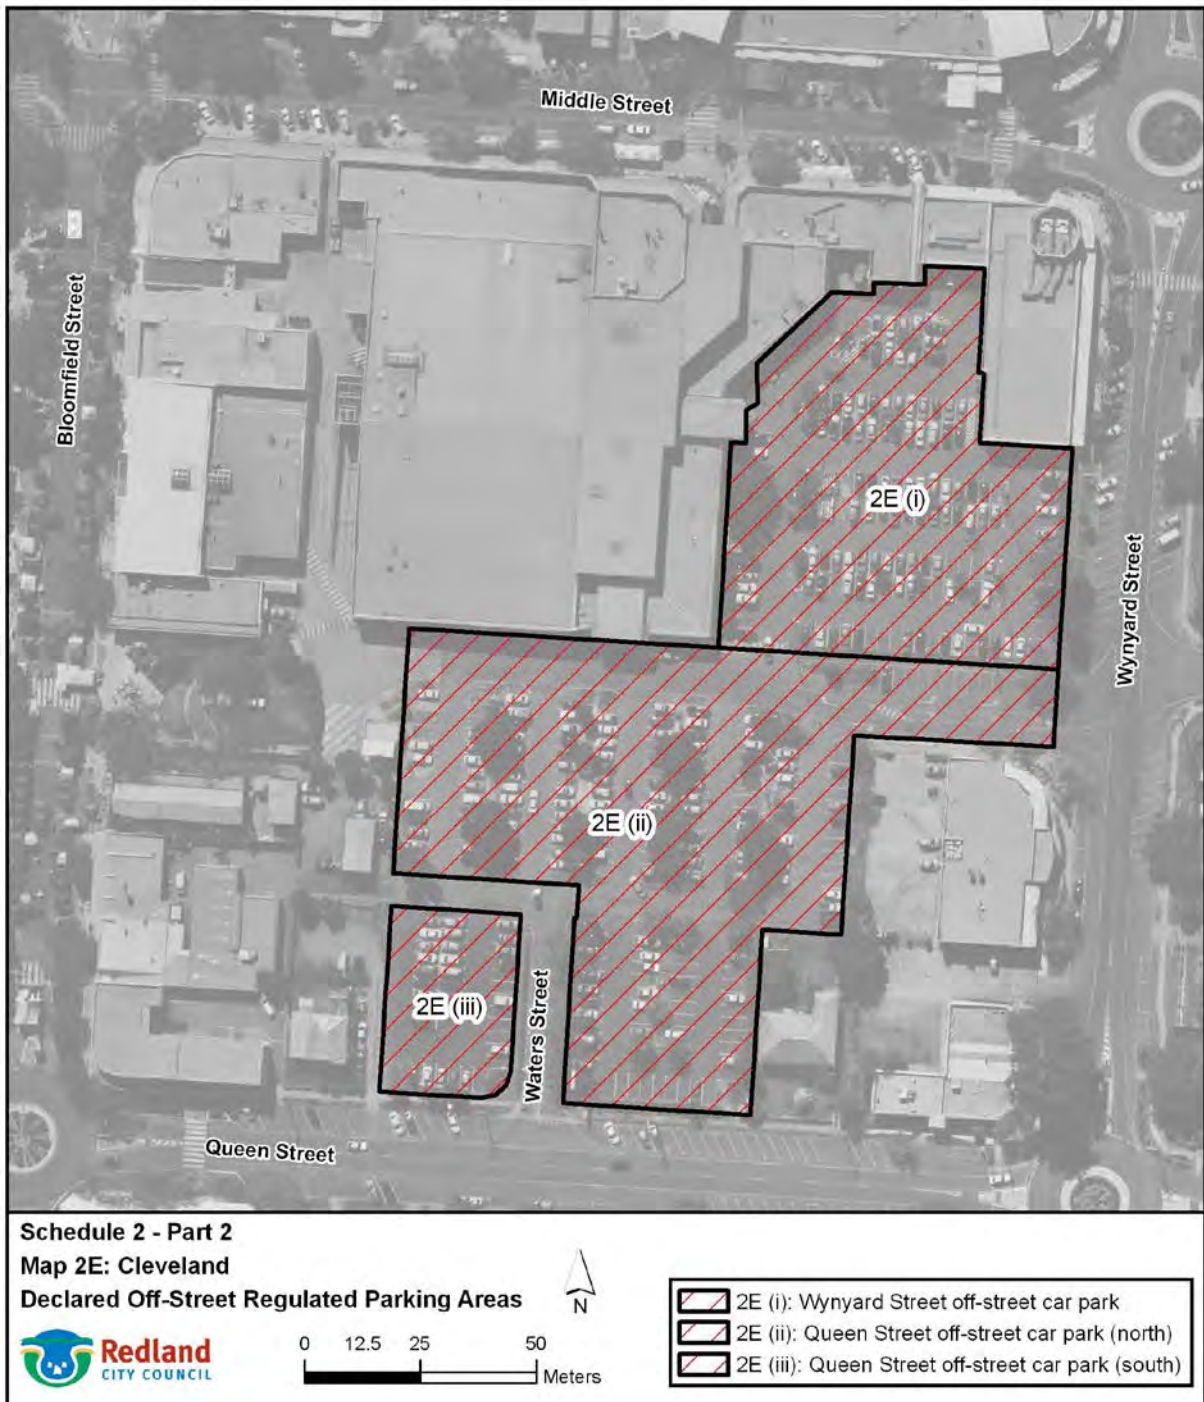 Middle Street
Bloomfield Street
Wynyard Street
2E (i)
2E (ii)
2E (iii)
Waters Street
Queen Street
Schedule 2 - Part 2
Map 2E: Cleveland
Declared Off-Street Regulated Parking Areas
N
Redland
CITY COUNCIL
0 12.5 25 50
Meters
2E (i): Wynyard Street off-street car park
2E (ii): Queen Street off-street car park (north)
2E (iii): Queen Street off-street car park (south)